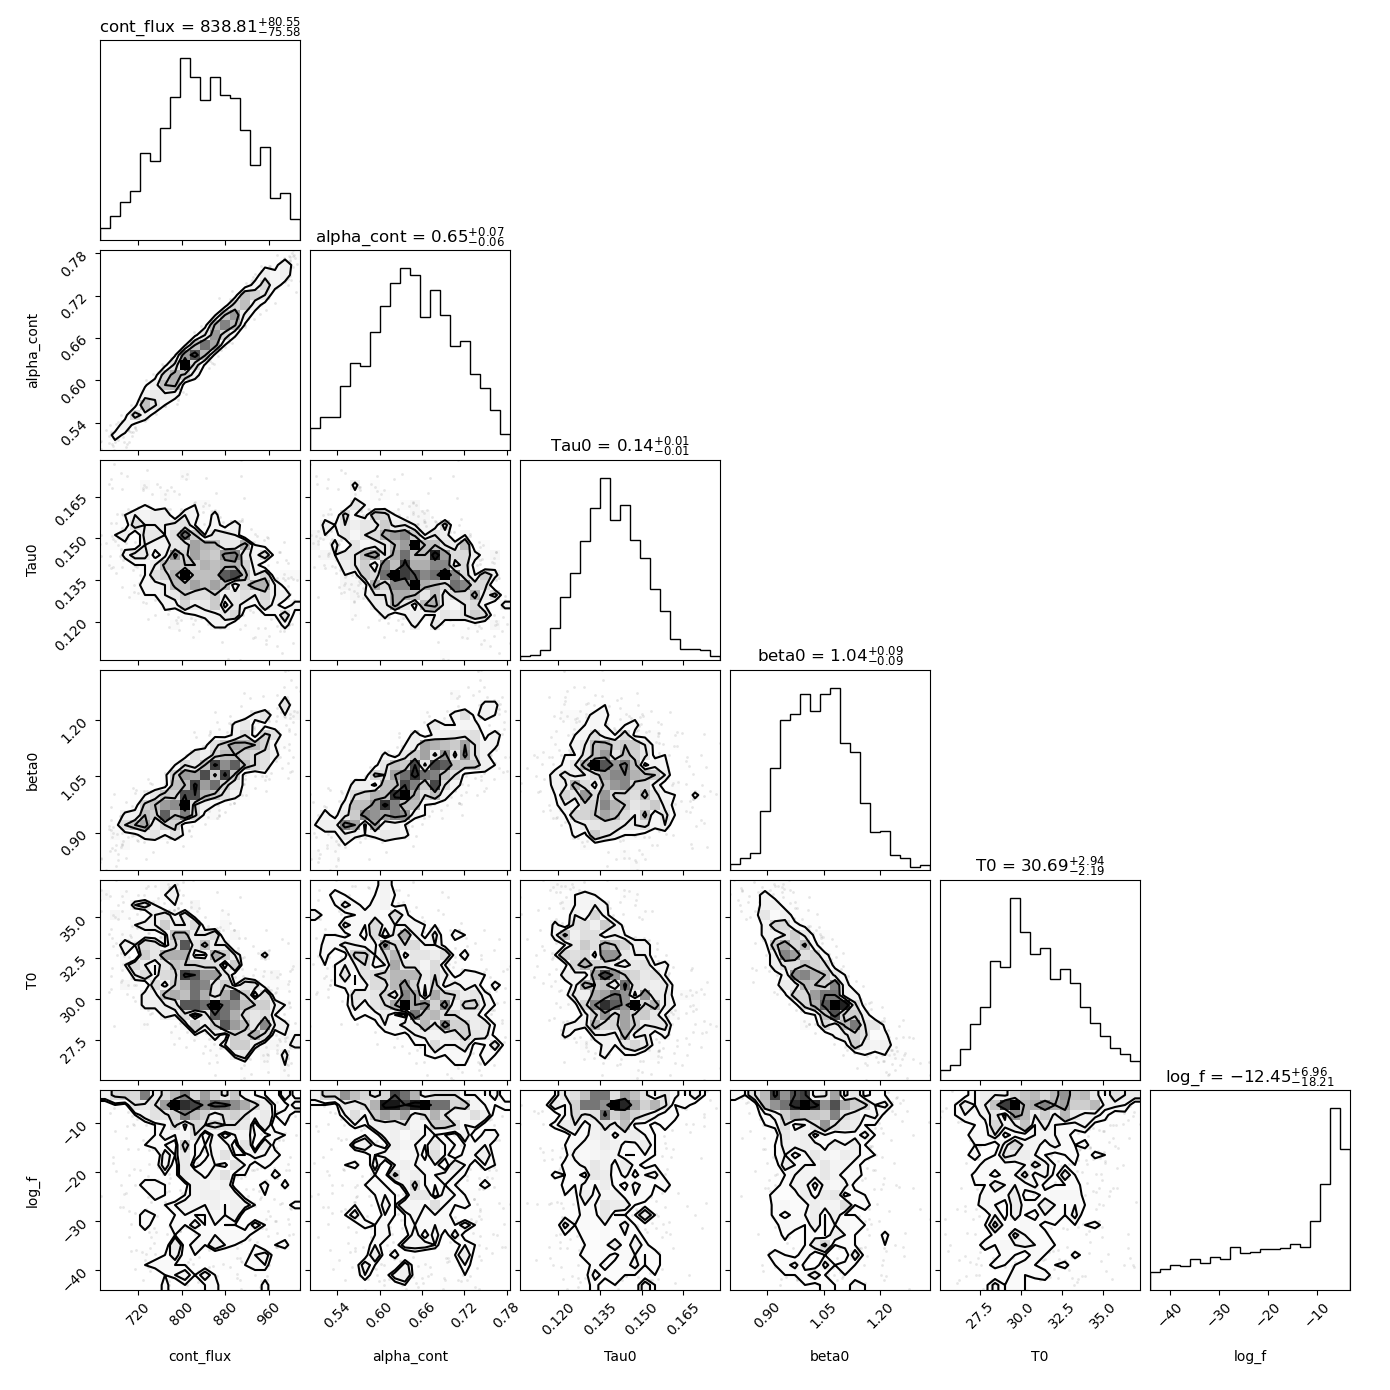 cont_flux = 838.81+80.55−75.58
alpha_cont = 0.65+0.07−0.06
0.78
0.72
0.66
0.60
0.54
alpha_cont
Tau0 = 0.14+0.01−0.01
0.165
0.150
0.135
0.120
Tau0
beta0 = 1.04+0.09−0.09
1.20
1.05
0.90
beta0
T0 = 30.69+2.94−2.19
35.0
32.5
30.0
27.5
T0
log_f = −12.45+6.96−18.21
−10
−20
−30
−40
log_f
720 800 880 960 0.54 0.60 0.66 0.72 0.78 0.120 0.135 0.150 0.165 0.90 1.05 1.20 27.5 30.0 32.5 35.0 −40 −30 −20 −10
cont_flux alpha_cont Tau0 beta0 T0 log_f